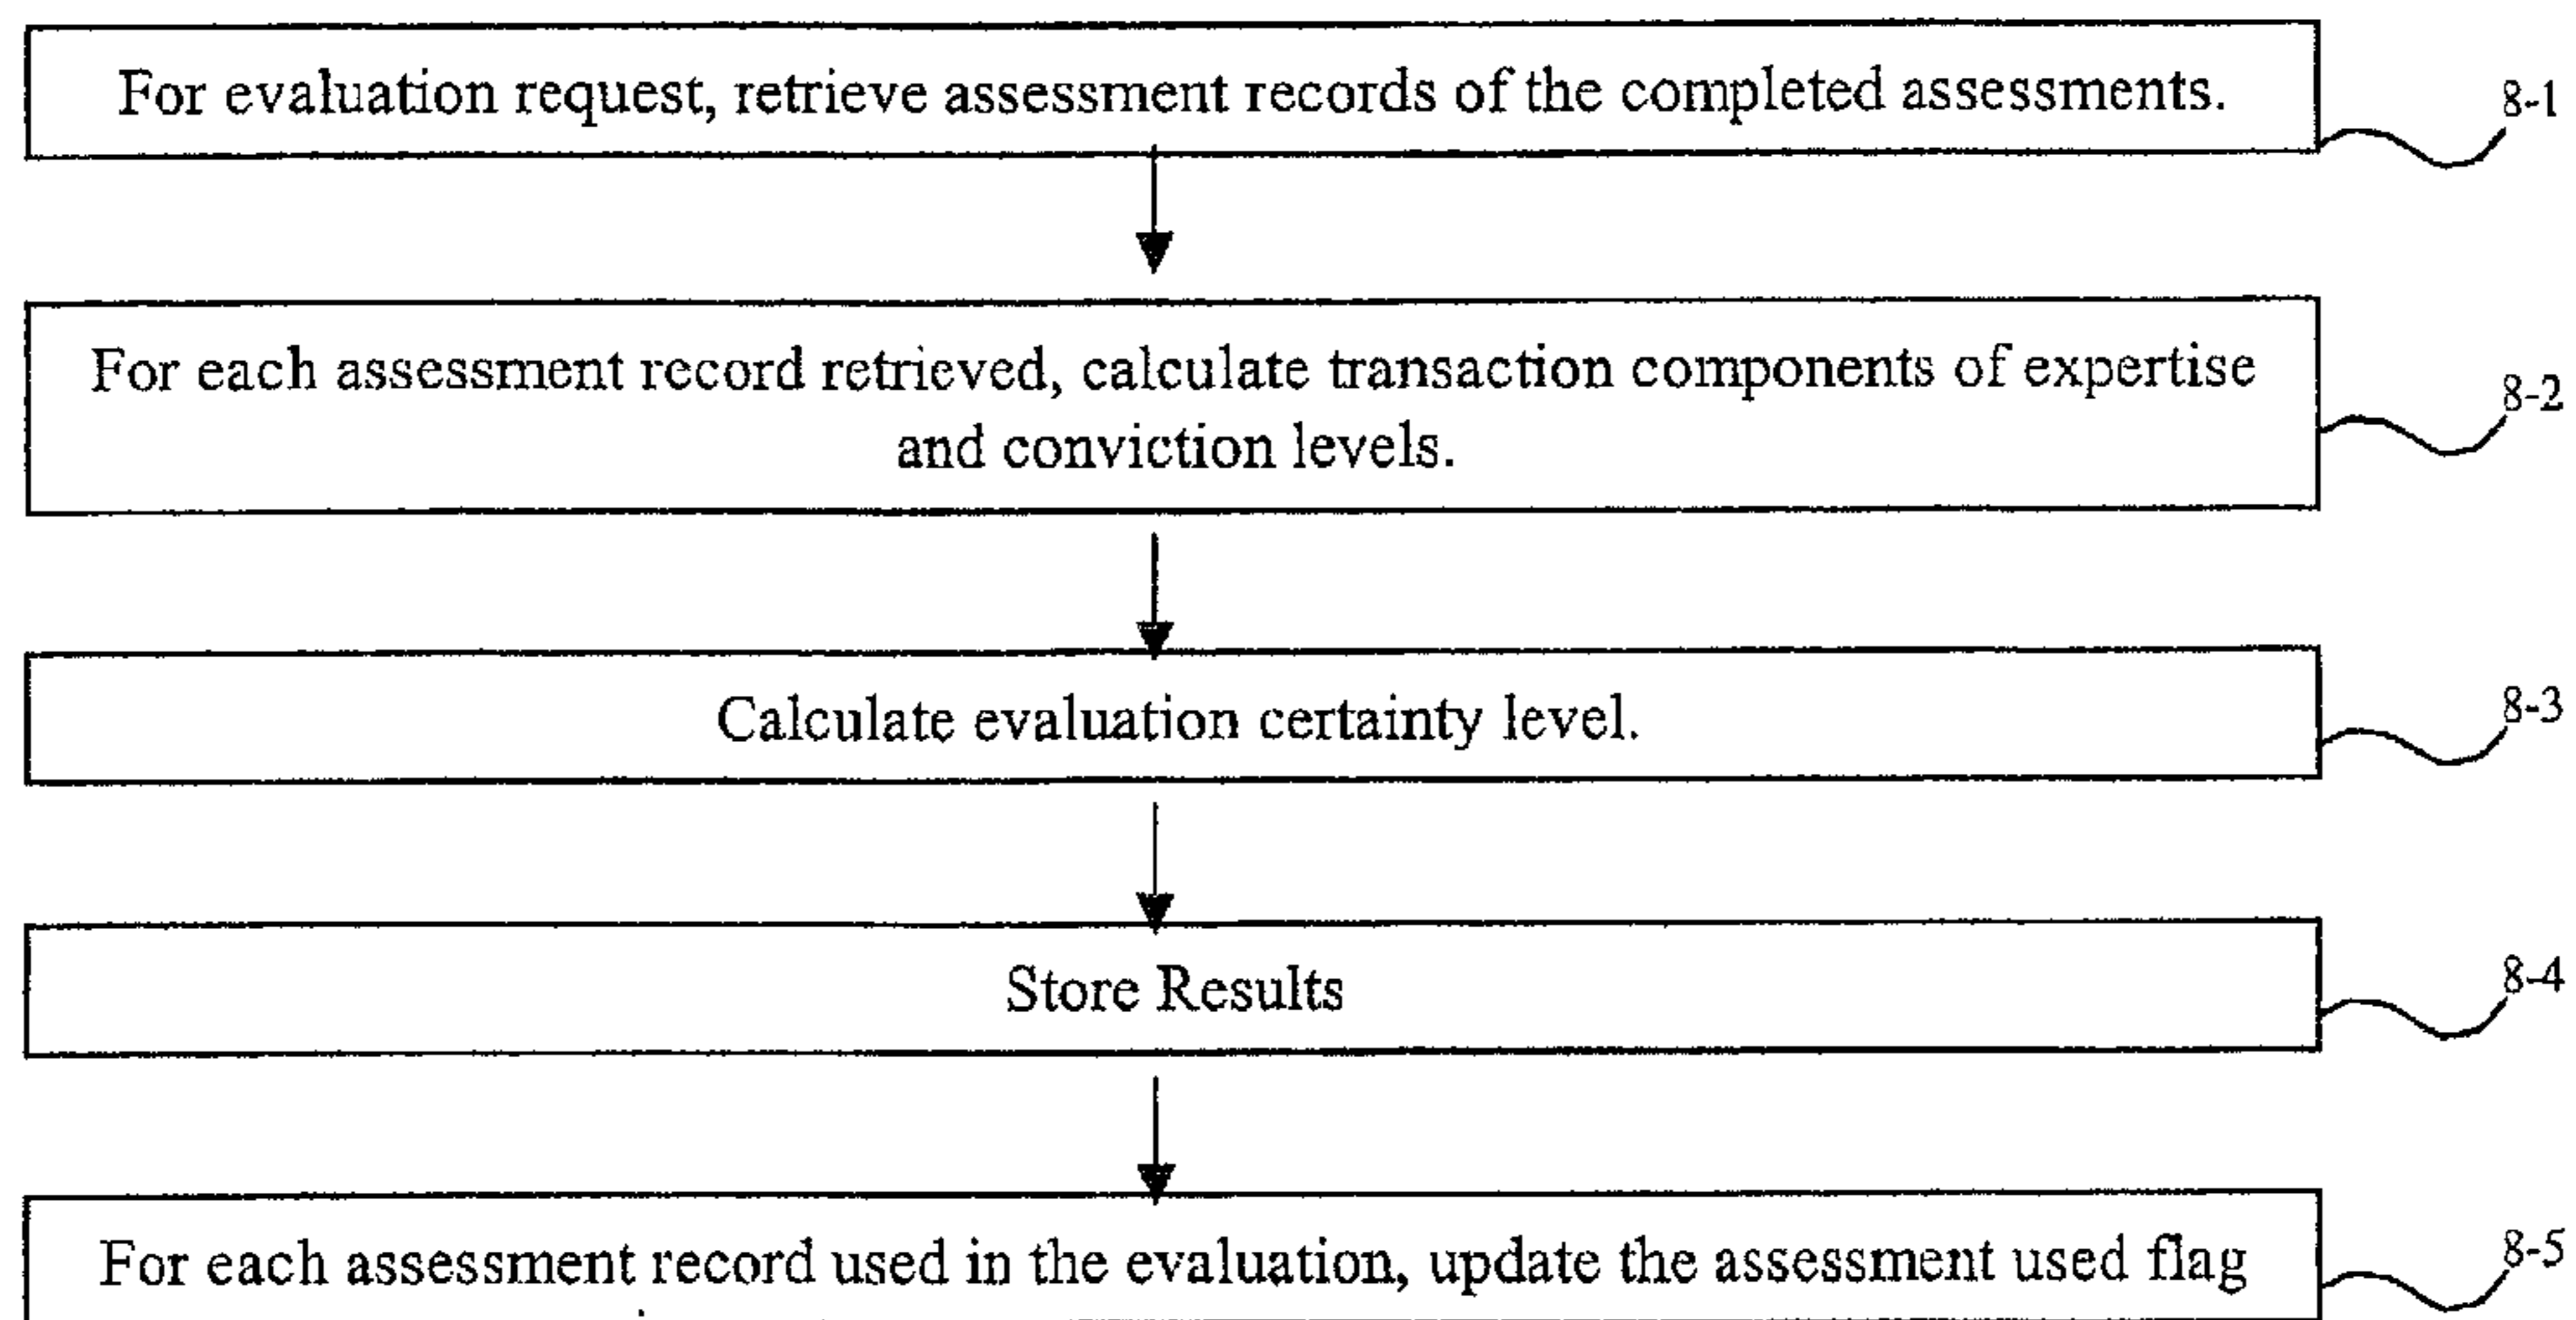 For evaluation request, retrieve assessment records of the completed assessments.
8-1
For each assessment record retrieved, calculate transaction components of expertise
and conviction levels.
8-2
Calculate evaluation certainty level.
8-3
Store Results
8-4
For each assessment record used in the evaluation, update the assessment used flag
8-5